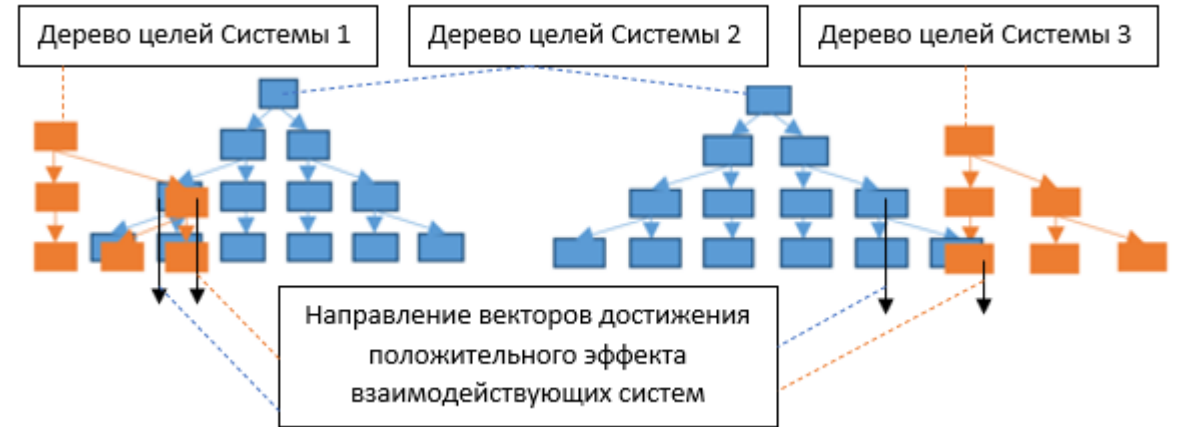 Дерево целей Системы 1
Дерево целей Системы 2
Дерево целей Системы 3
Направление векторов достижения
положительного эффекта
взаимодействующих систем